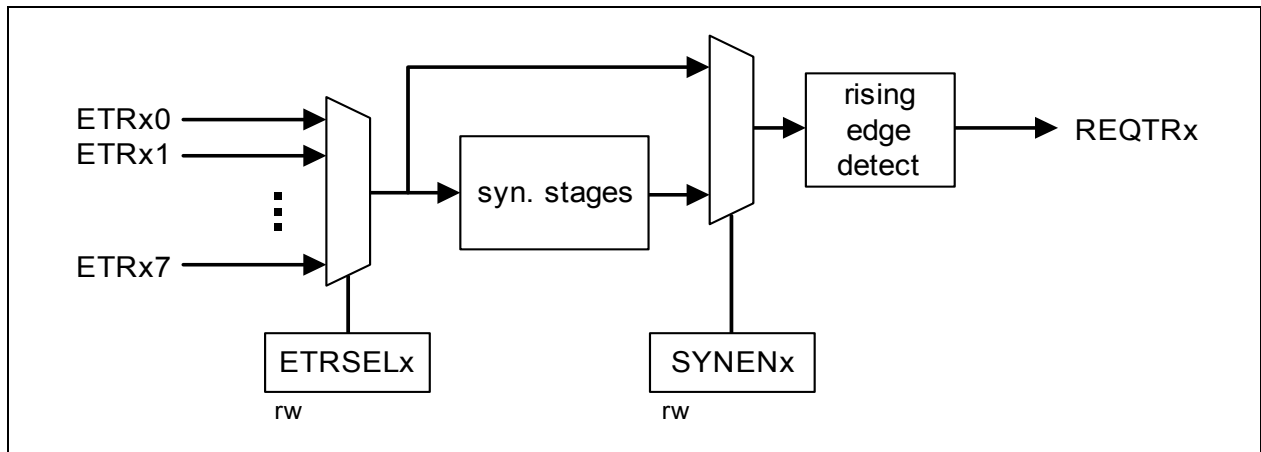 ETRx0
ETRx1
ETRx7
syn. stages
rising
edge
detect
REQTRx
ETRSELx
rw
SYNENx
rw